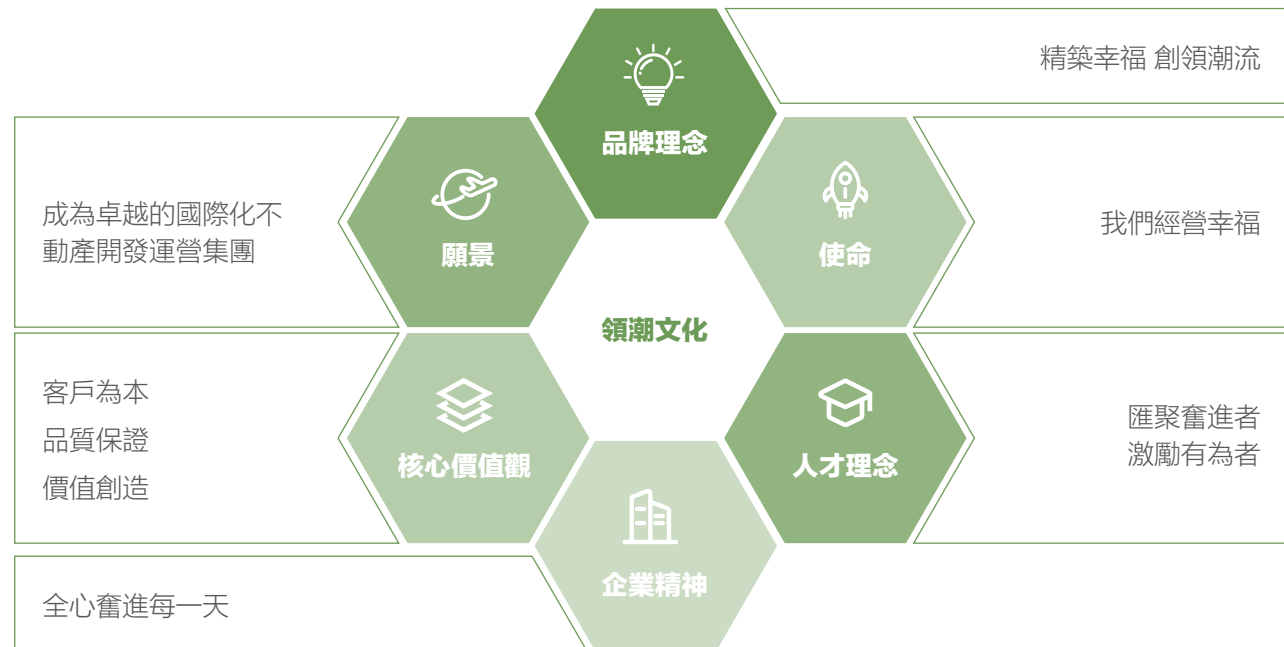 精築幸福 創領潮流
品牌理念
成為卓越的國際化不
動產開發運營集團
願景
使命
我們經營幸福
領潮文化
客戶為本
品質保證
價值創造
核心價值觀
人才理念
匯聚奮進者
激勵有為者
企業精神
全心奮進每一天